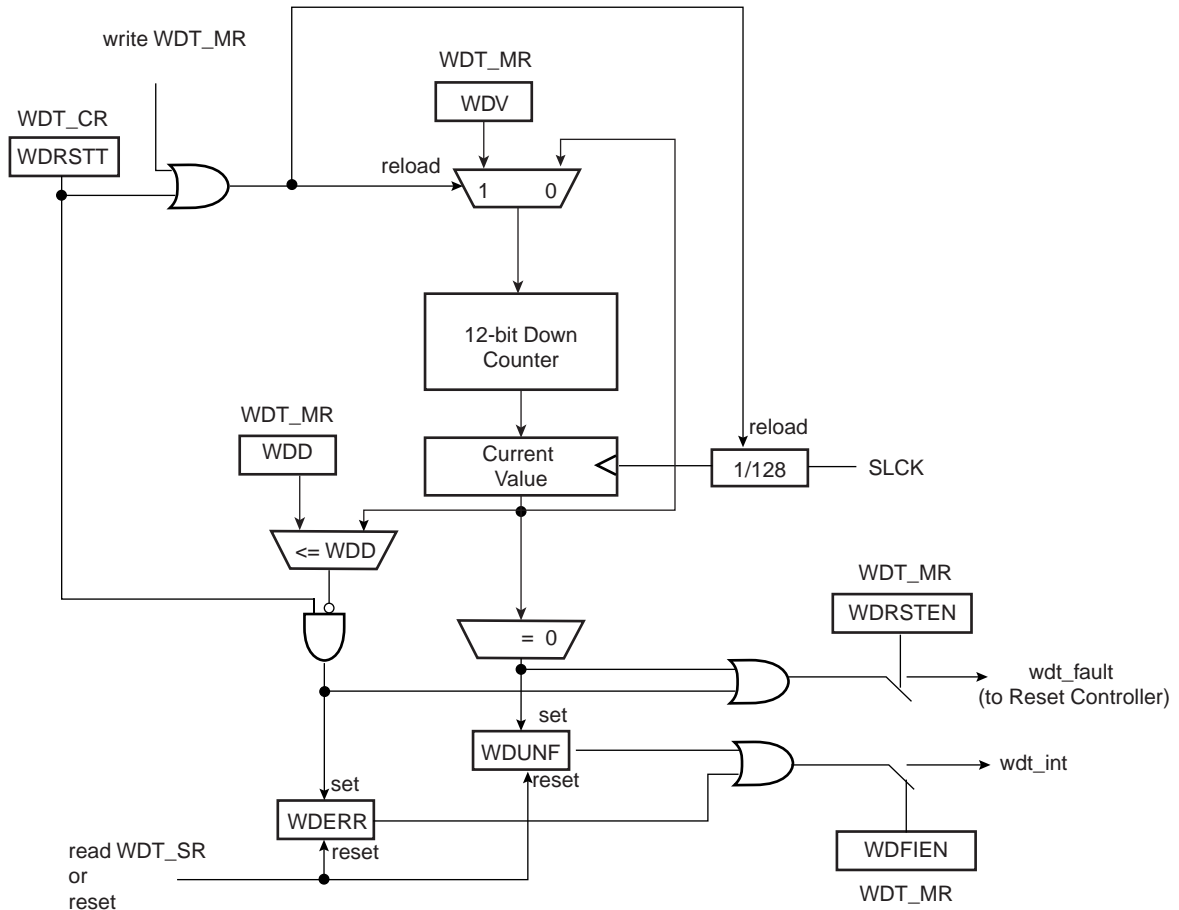 write WDT_MR
WDT_MR
WDV
WDT_CR
WDRSTT
reload
1 0
12-bit Down
Counter
WDT_MR
WDD
Current
Value
reload
1/128
SLCK
<= WDD
= 0
WDT_MR
WDRSTEN
wdt_fault
(to Reset Controller)
set
WDUNF
reset
wdt_int
set
WDERR
reset
WDFIEN
WDT_MR
read WDT_SR
or
reset